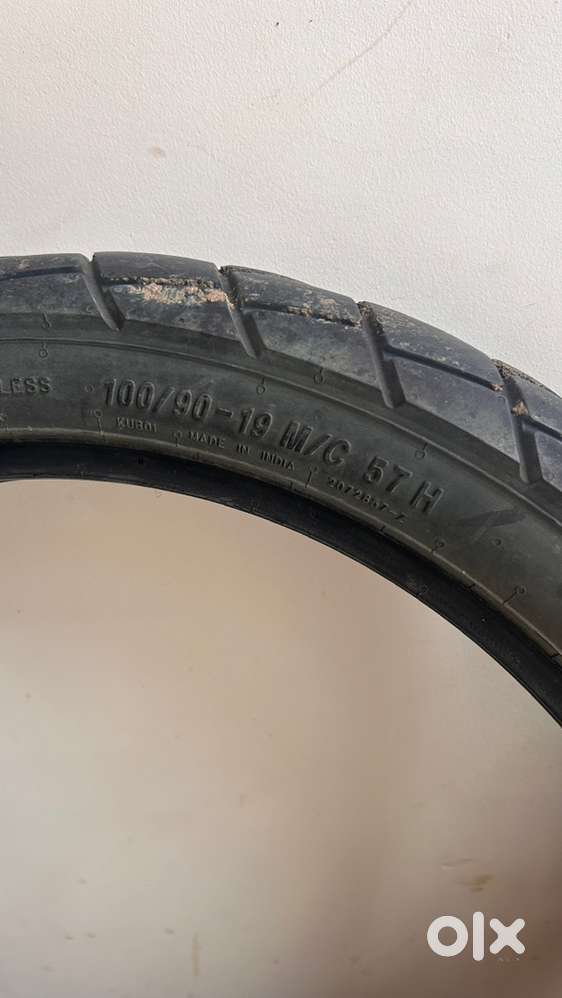 LESS 100/90-19 M/C 57 H
MADE IN INDIA
olx